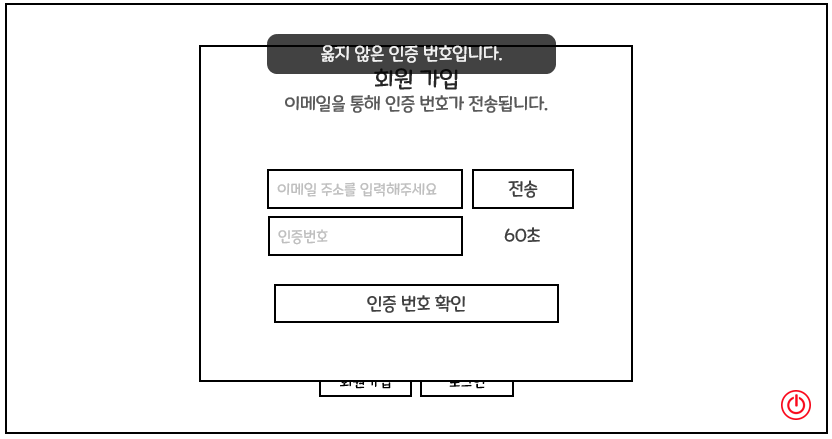 옳지 않은 인증 번호입니다.
회원 가입
이메일을 통해 인증 번호가 전송됩니다.
이메일 주소를 입력해주세요
전송
인증번호
60초
인증 번호 확인